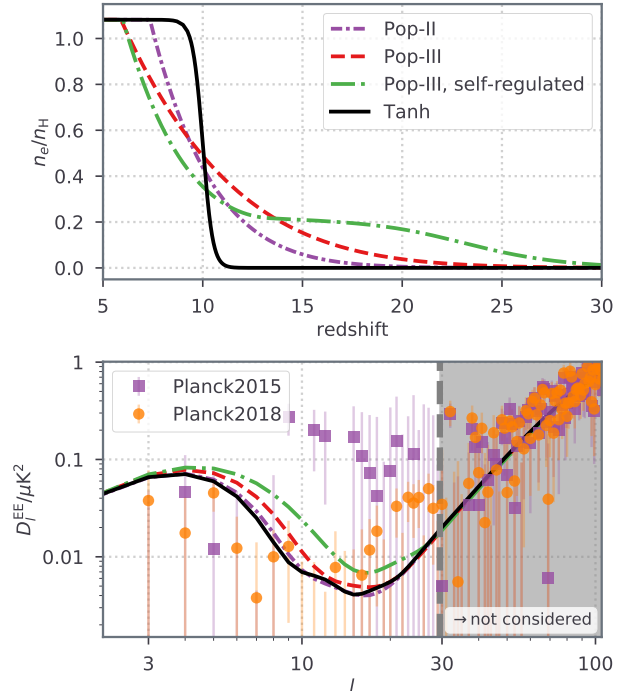 1.0
0.8
0.6
0.4
0.2
0.0
n_e/n_H
Pop-II
Pop-III
Pop-III, self-regulated
Tanh
5 10 15 20 25 30
redshift
1
0.1
0.01
D_l^EE/μK²
Planck2015
Planck2018
→ not considered
3 10 30 100
l